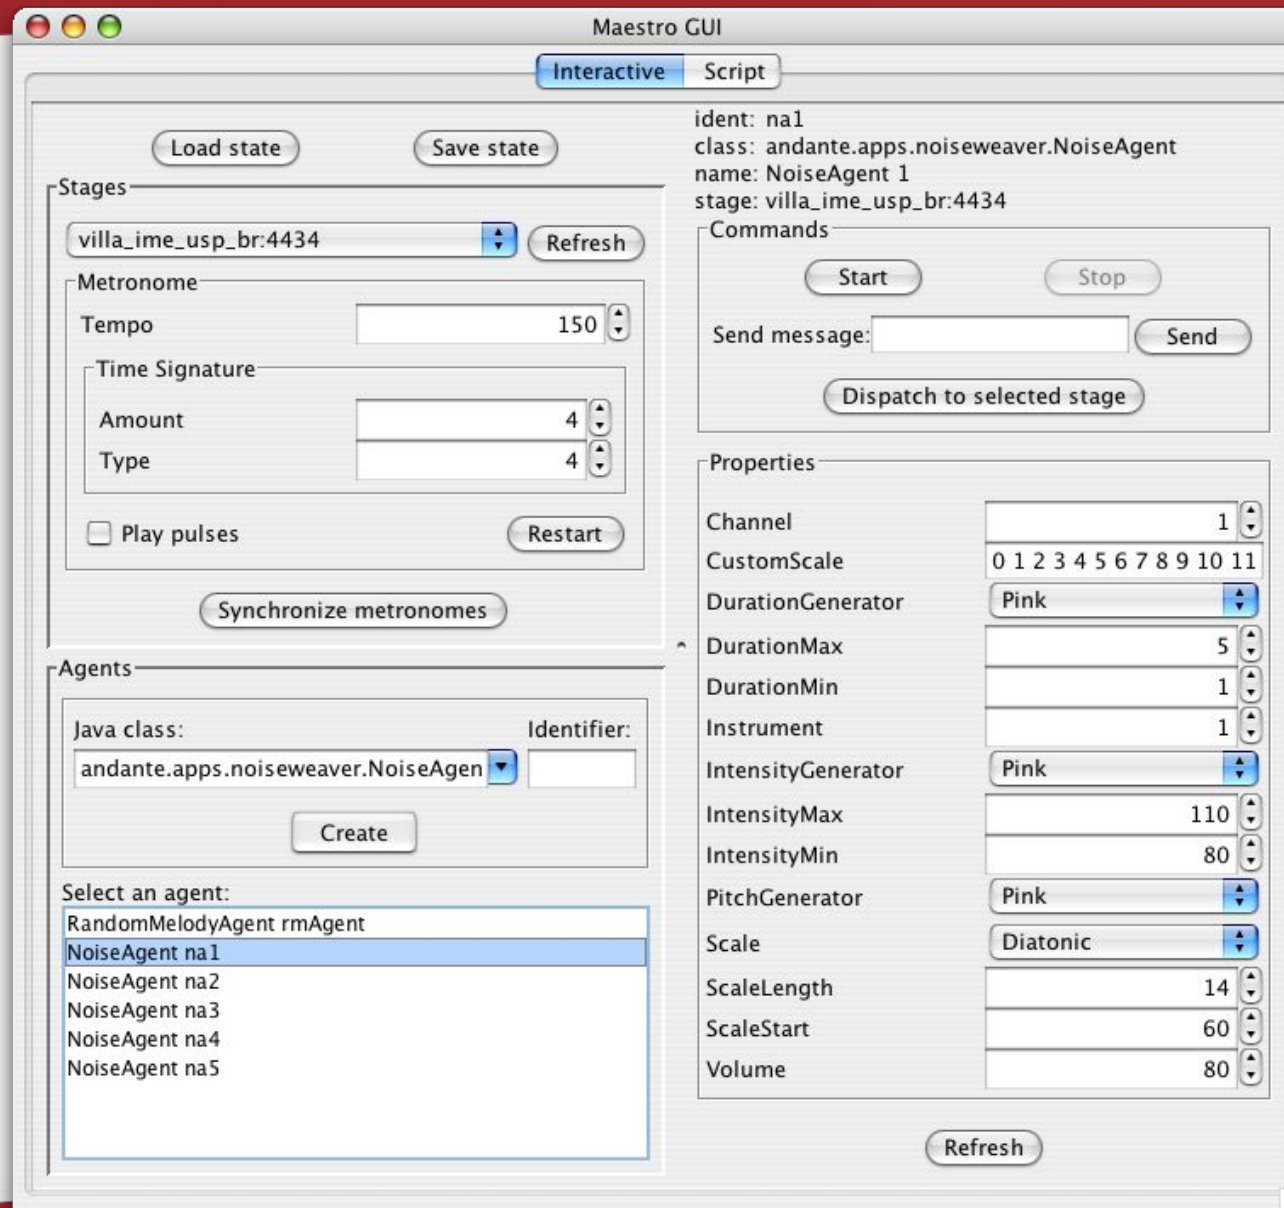 Maestro GUI
Interactive Script
Load state Save state
Stages
villa_ime_usp_br:4434 Refresh
Metronome
Tempo 150
Time Signature
Amount 4
Type 4
Play pulses Restart
Synchronize metronomes
Agents
Java class: Identifier:
andante.apps.noiseweaver.NoiseAgen
Create
Select an agent:
RandomMelodyAgent rmAgent
NoiseAgent na1
NoiseAgent na2
NoiseAgent na3
NoiseAgent na4
NoiseAgent na5
ident: na1
class: andante.apps.noiseweaver.NoiseAgent
name: NoiseAgent 1
stage: villa_ime_usp_br:4434
Commands
Start Stop
Send message: Send
Dispatch to selected stage
Properties
Channel 1
CustomScale 0 1 2 3 4 5 6 7 8 9 10 11
DurationGenerator Pink
DurationMax 5
DurationMin 1
Instrument 1
IntensityGenerator Pink
IntensityMax 110
IntensityMin 80
PitchGenerator Pink
Scale Diatonic
ScaleLength 14
ScaleStart 60
Volume 80
Refresh